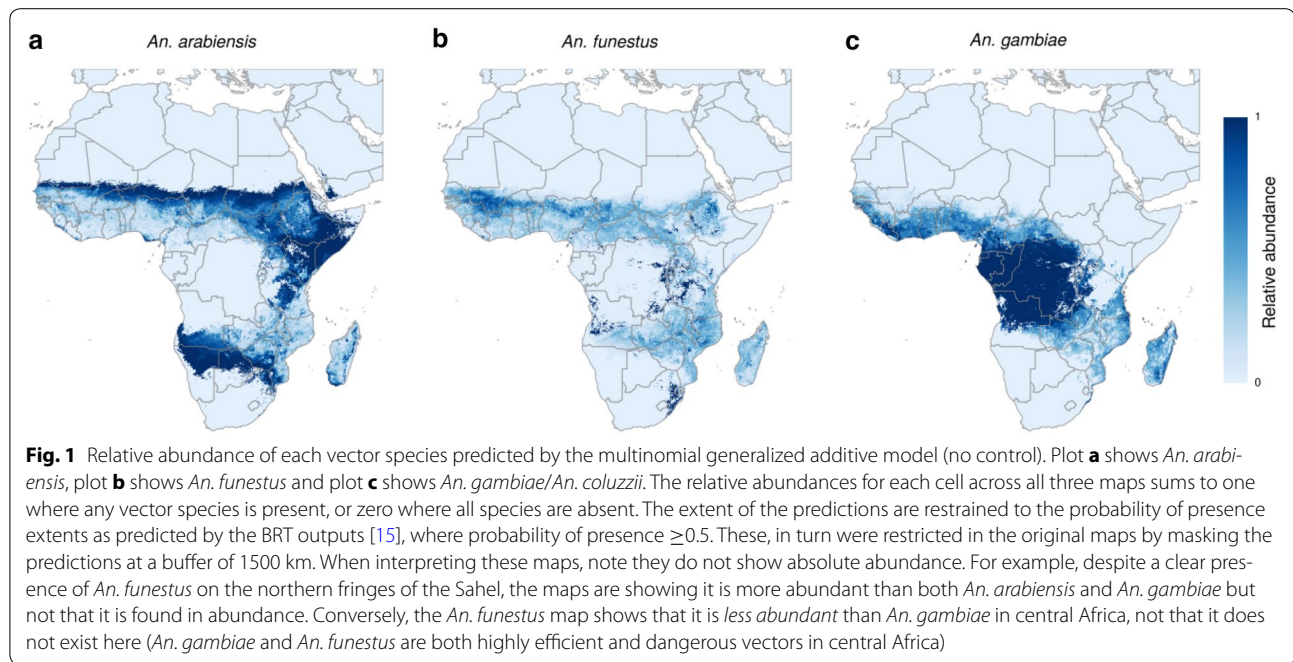 a
An. arabiensis
b
An. funestus
c
An. gambiae
1
Relative abundance
0
Fig. 1 Relative abundance of each vector species predicted by the multinomial generalized additive model (no control). Plot a shows An. arabi-
ensis, plot b shows An. funestus and plot c shows An. gambiae/An. coluzzii. The relative abundances for each cell across all three maps sums to one
where any vector species is present, or zero where all species are absent. The extent of the predictions are restrained to the probability of presence
extents as predicted by the BRT outputs [15], where probability of presence ≥0.5. These, in turn were restricted in the original maps by masking the
predictions at a buffer of 1500 km. When interpreting these maps, note they do not show absolute abundance. For example, despite a clear pres-
ence of An. funestus on the northern fringes of the Sahel, the maps are showing it is more abundant than both An. arabiensis and An. gambiae but
not that it is found in abundance. Conversely, the An. funestus map shows that it is less abundant than An. gambiae in central Africa, not that it does
not exist here (An. gambiae and An. funestus are both highly efficient and dangerous vectors in central Africa)